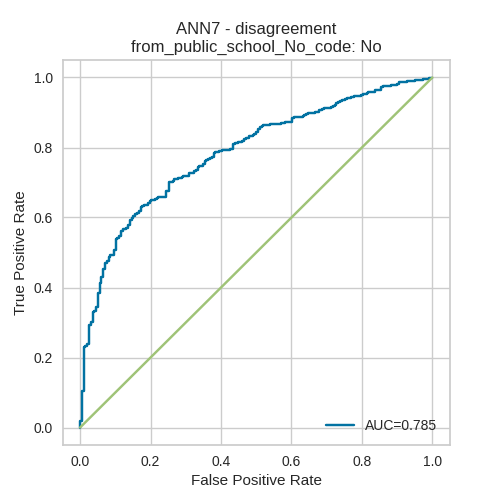 ANN7 - disagreement
from_public_school_No_code: No
True Positive Rate
1.0
0.8
0.6
0.4
0.2
0.0
AUC=0.785
0.0 0.2 0.4 0.6 0.8 1.0
False Positive Rate